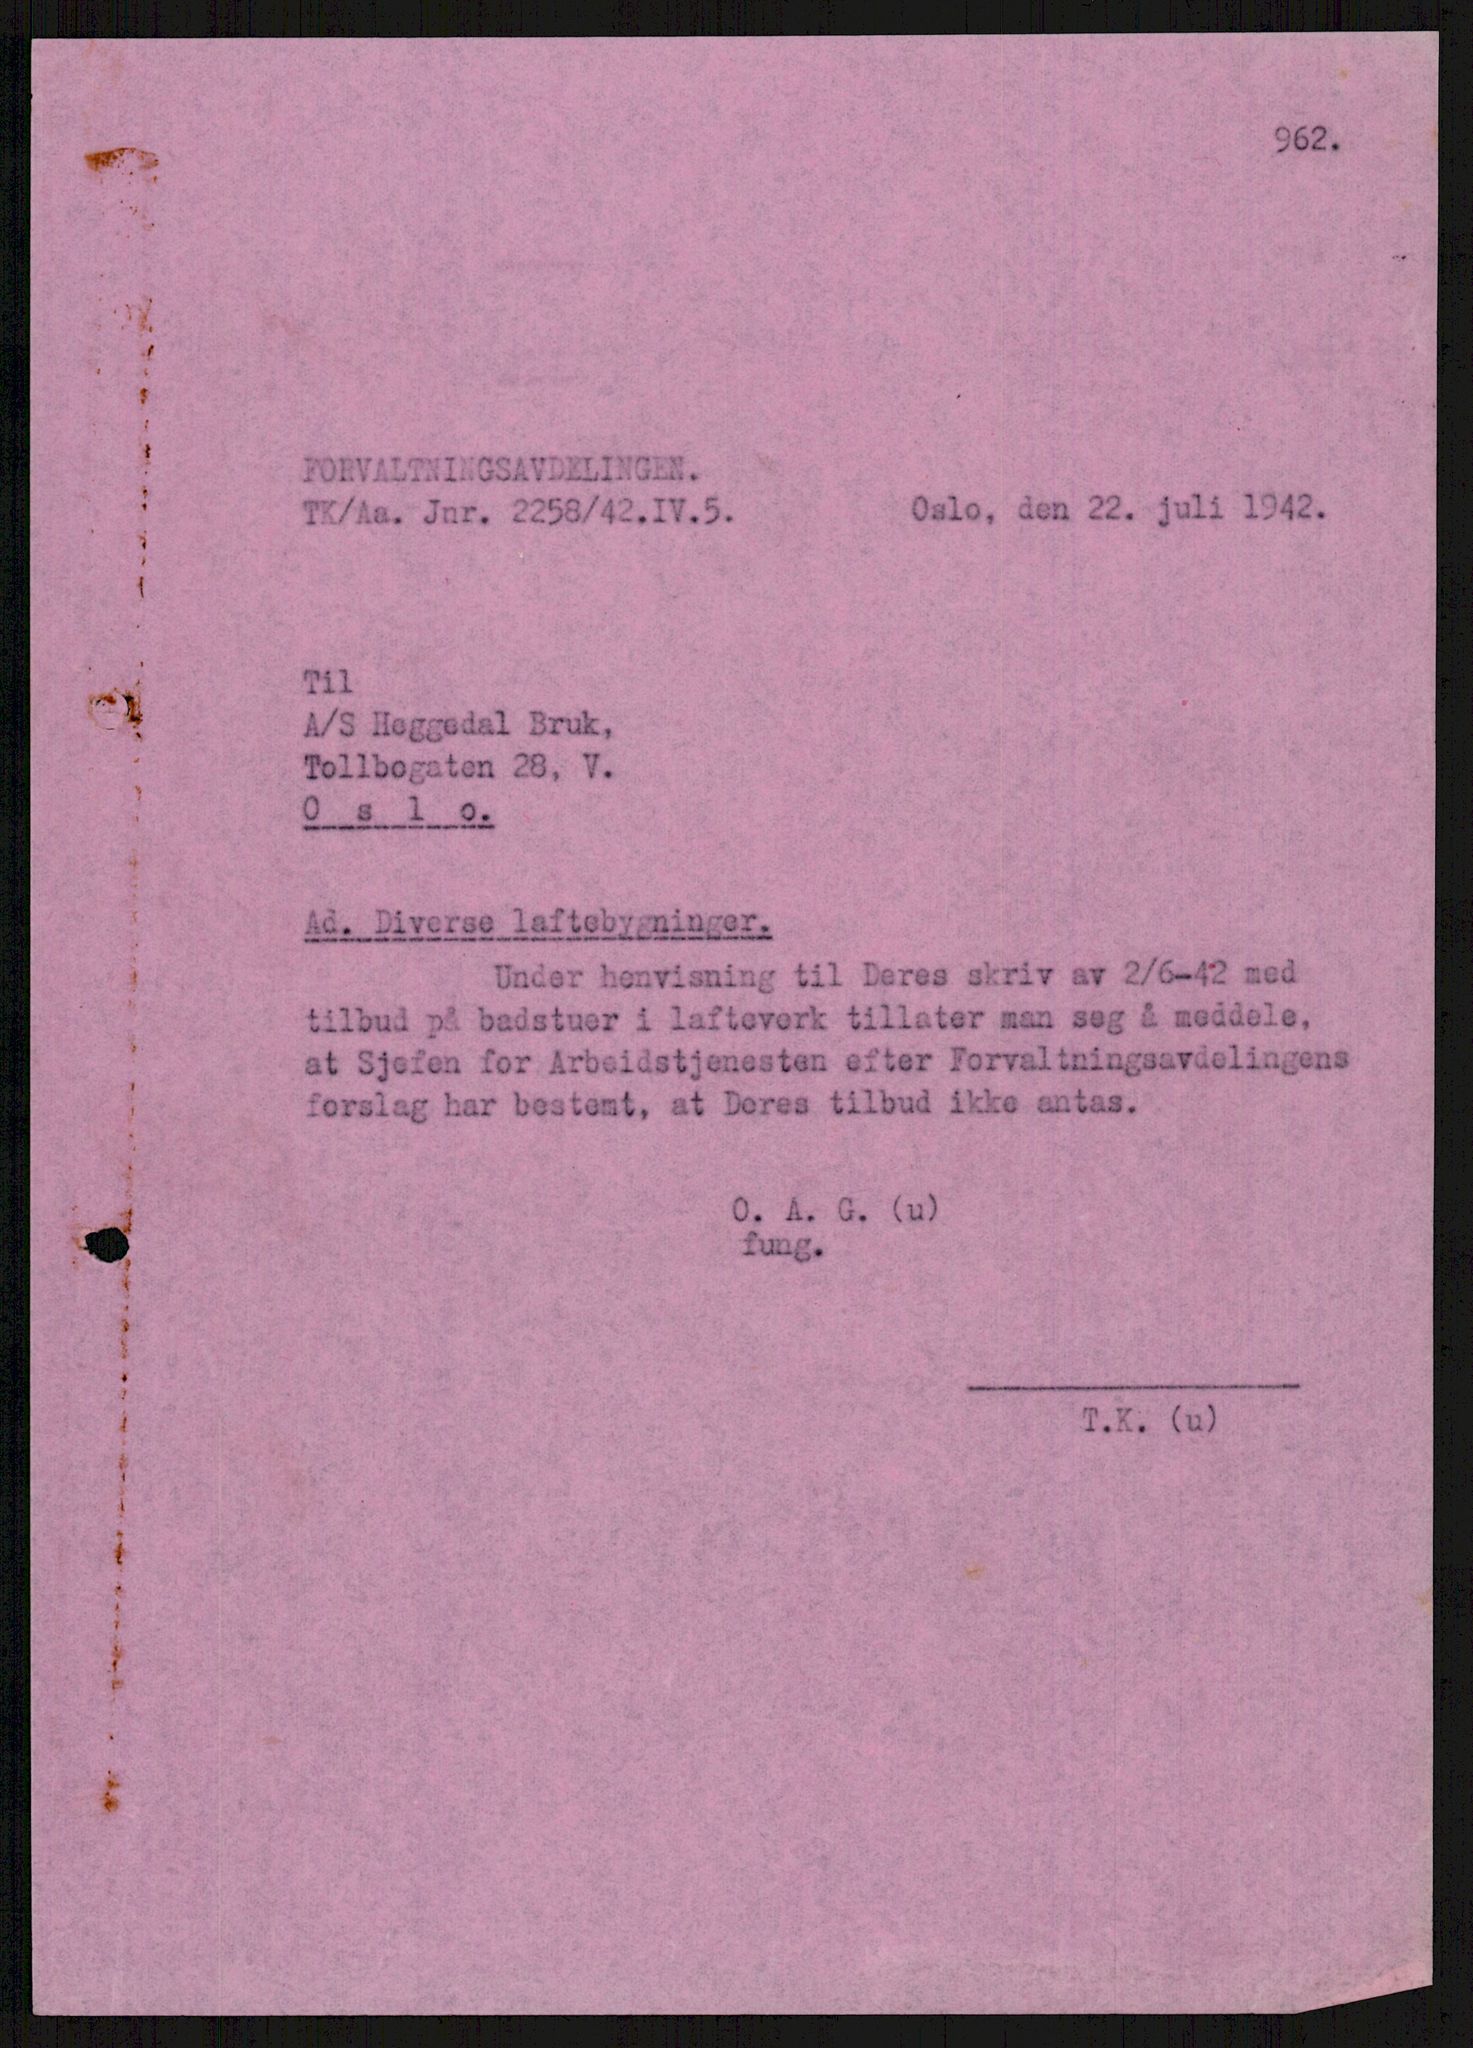 962.
FORVALTNINGSAVDELINGEN.
TK/Aa. Jnr. 2258/42.IV.5.
Oslo, den 22. juli 1942.
Til
A/S Heggedal Bruk,
Tollbogaten 28, V.
O s l o.
Ad. Diverse laftebygninger.
Under henvisning til Deres skriv av 2/6-42 med
tilbud på badstuer i lafteverk tillater man seg å meddele,
at Sjefen for Arbeidstjenesten efter Forvaltningsavdelingens
forslag har bestemt, at Deres tilbud ikke antas.
O. A. G. (u)
fung.
T.K. (u)